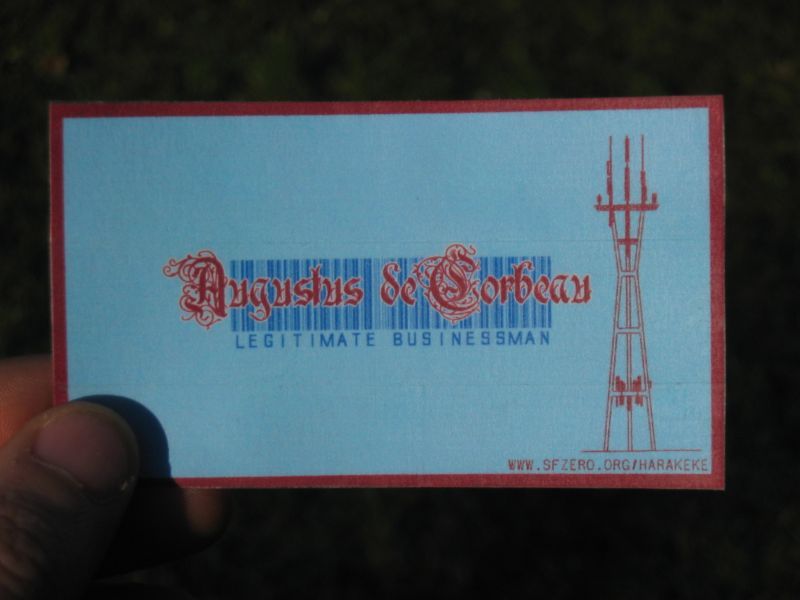 Augustus de Corbeau
LEGITIMATE BUSINESSMAN
WWW.SFZERO.ORG/HARAKEKE